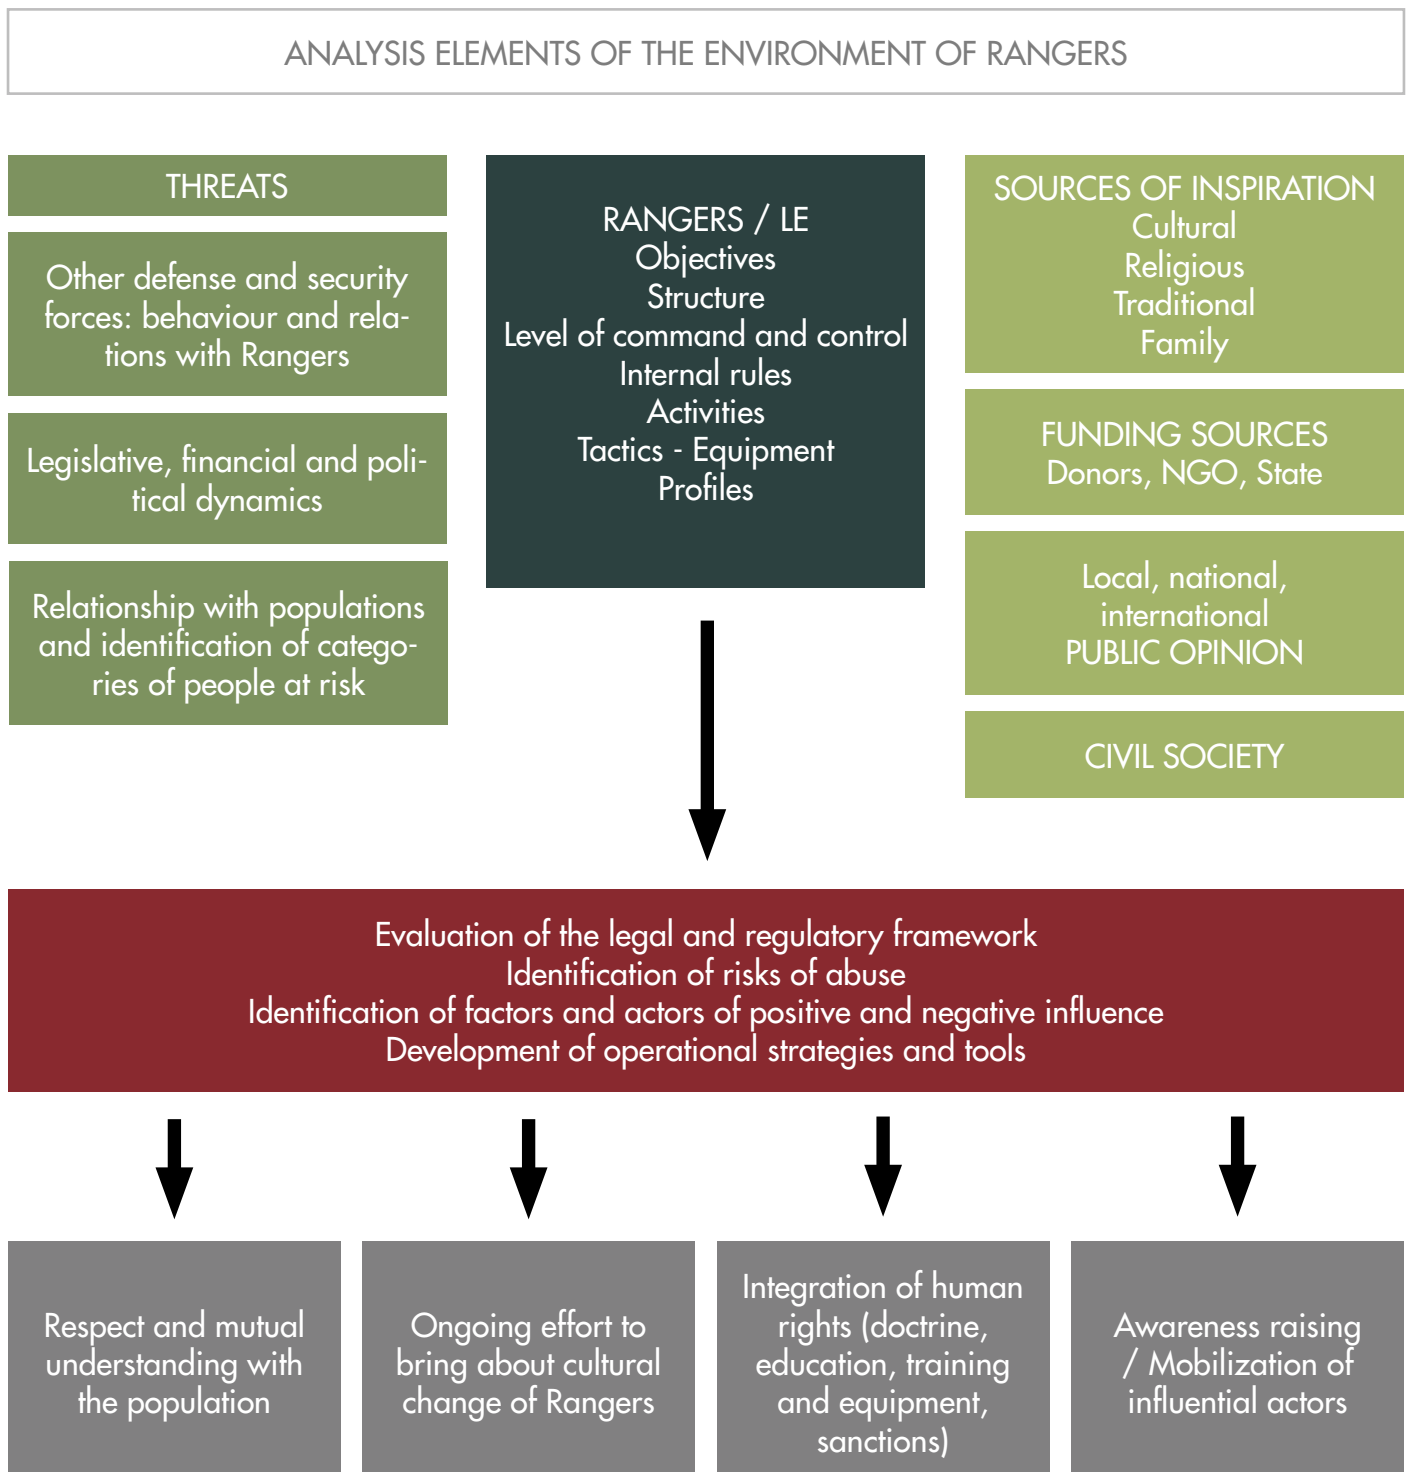 ANALYSIS ELEMENTS OF THE ENVIRONMENT OF RANGERS
THREATS
Other defense and security
forces: behaviour and rela-
tions with Rangers
Legislative, financial and poli-
tical dynamics
Relationship with populations
and identification of catego-
ries of people at risk
RANGERS / LE
Objectives
Structure
Level of command and control
Internal rules
Activities
Tactics - Equipment
Profiles
SOURCES OF INSPIRATION
Cultural
Religious
Traditional
Family
FUNDING SOURCES
Donors, NGO, State
Local, national,
international
PUBLIC OPINION
CIVIL SOCIETY
Evaluation of the legal and regulatory framework
Identification of risks of abuse
Identification of factors and actors of positive and negative influence
Development of operational strategies and tools
Respect and mutual
understanding with
the population
Ongoing effort to
bring about cultural
change of Rangers
Integration of human
rights (doctrine,
education, training
and equipment,
sanctions)
Awareness raising
/ Mobilization of
influential actors